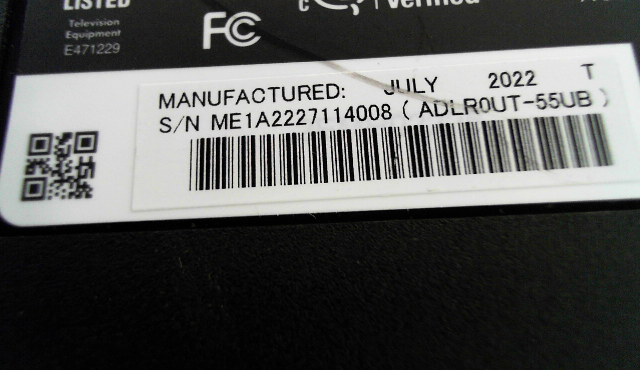 LISTED
Television
Equipment
E471229
FC
Verified
MANUFACTURED: JULY 2022 T
S/N ME1A2227114008 ( ADLR0UT-55UB )